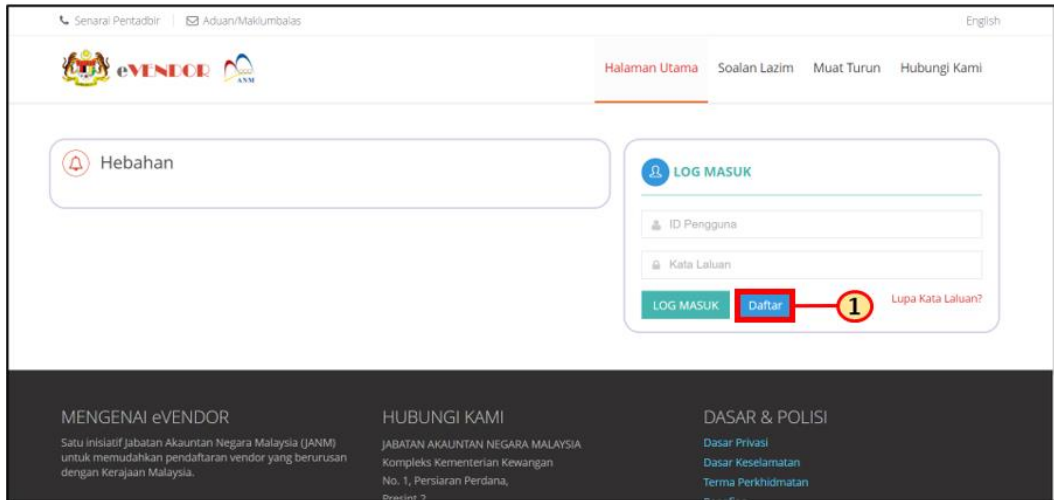 Senarai Pentadbir
Aduan/Maklumbalas
English
eVENDOR
ANM
Halaman Utama
Soalan Lazim
Muat Turun
Hubungi Kami
Hebahan
LOG MASUK
ID Pengguna
Kata Laluan
LOG MASUK
Daftar
1
Lupa Kata Laluan?
MENGENAI eVENDOR
Satu inisiatif Jabatan Akauntan Negara Malaysia (JANM)
untuk memudahkan pendaftaran vendor yang berurusan
dengan Kerajaan Malaysia.
HUBUNGI KAMI
JABATAN AKAUNTAN NEGARA MALAYSIA
Kompleks Kementerian Kewangan
No. 1, Persiaran Perdana,
Presint 2
DASAR & POLISI
Dasar Privasi
Dasar Keselamatan
Terma Perkhidmatan